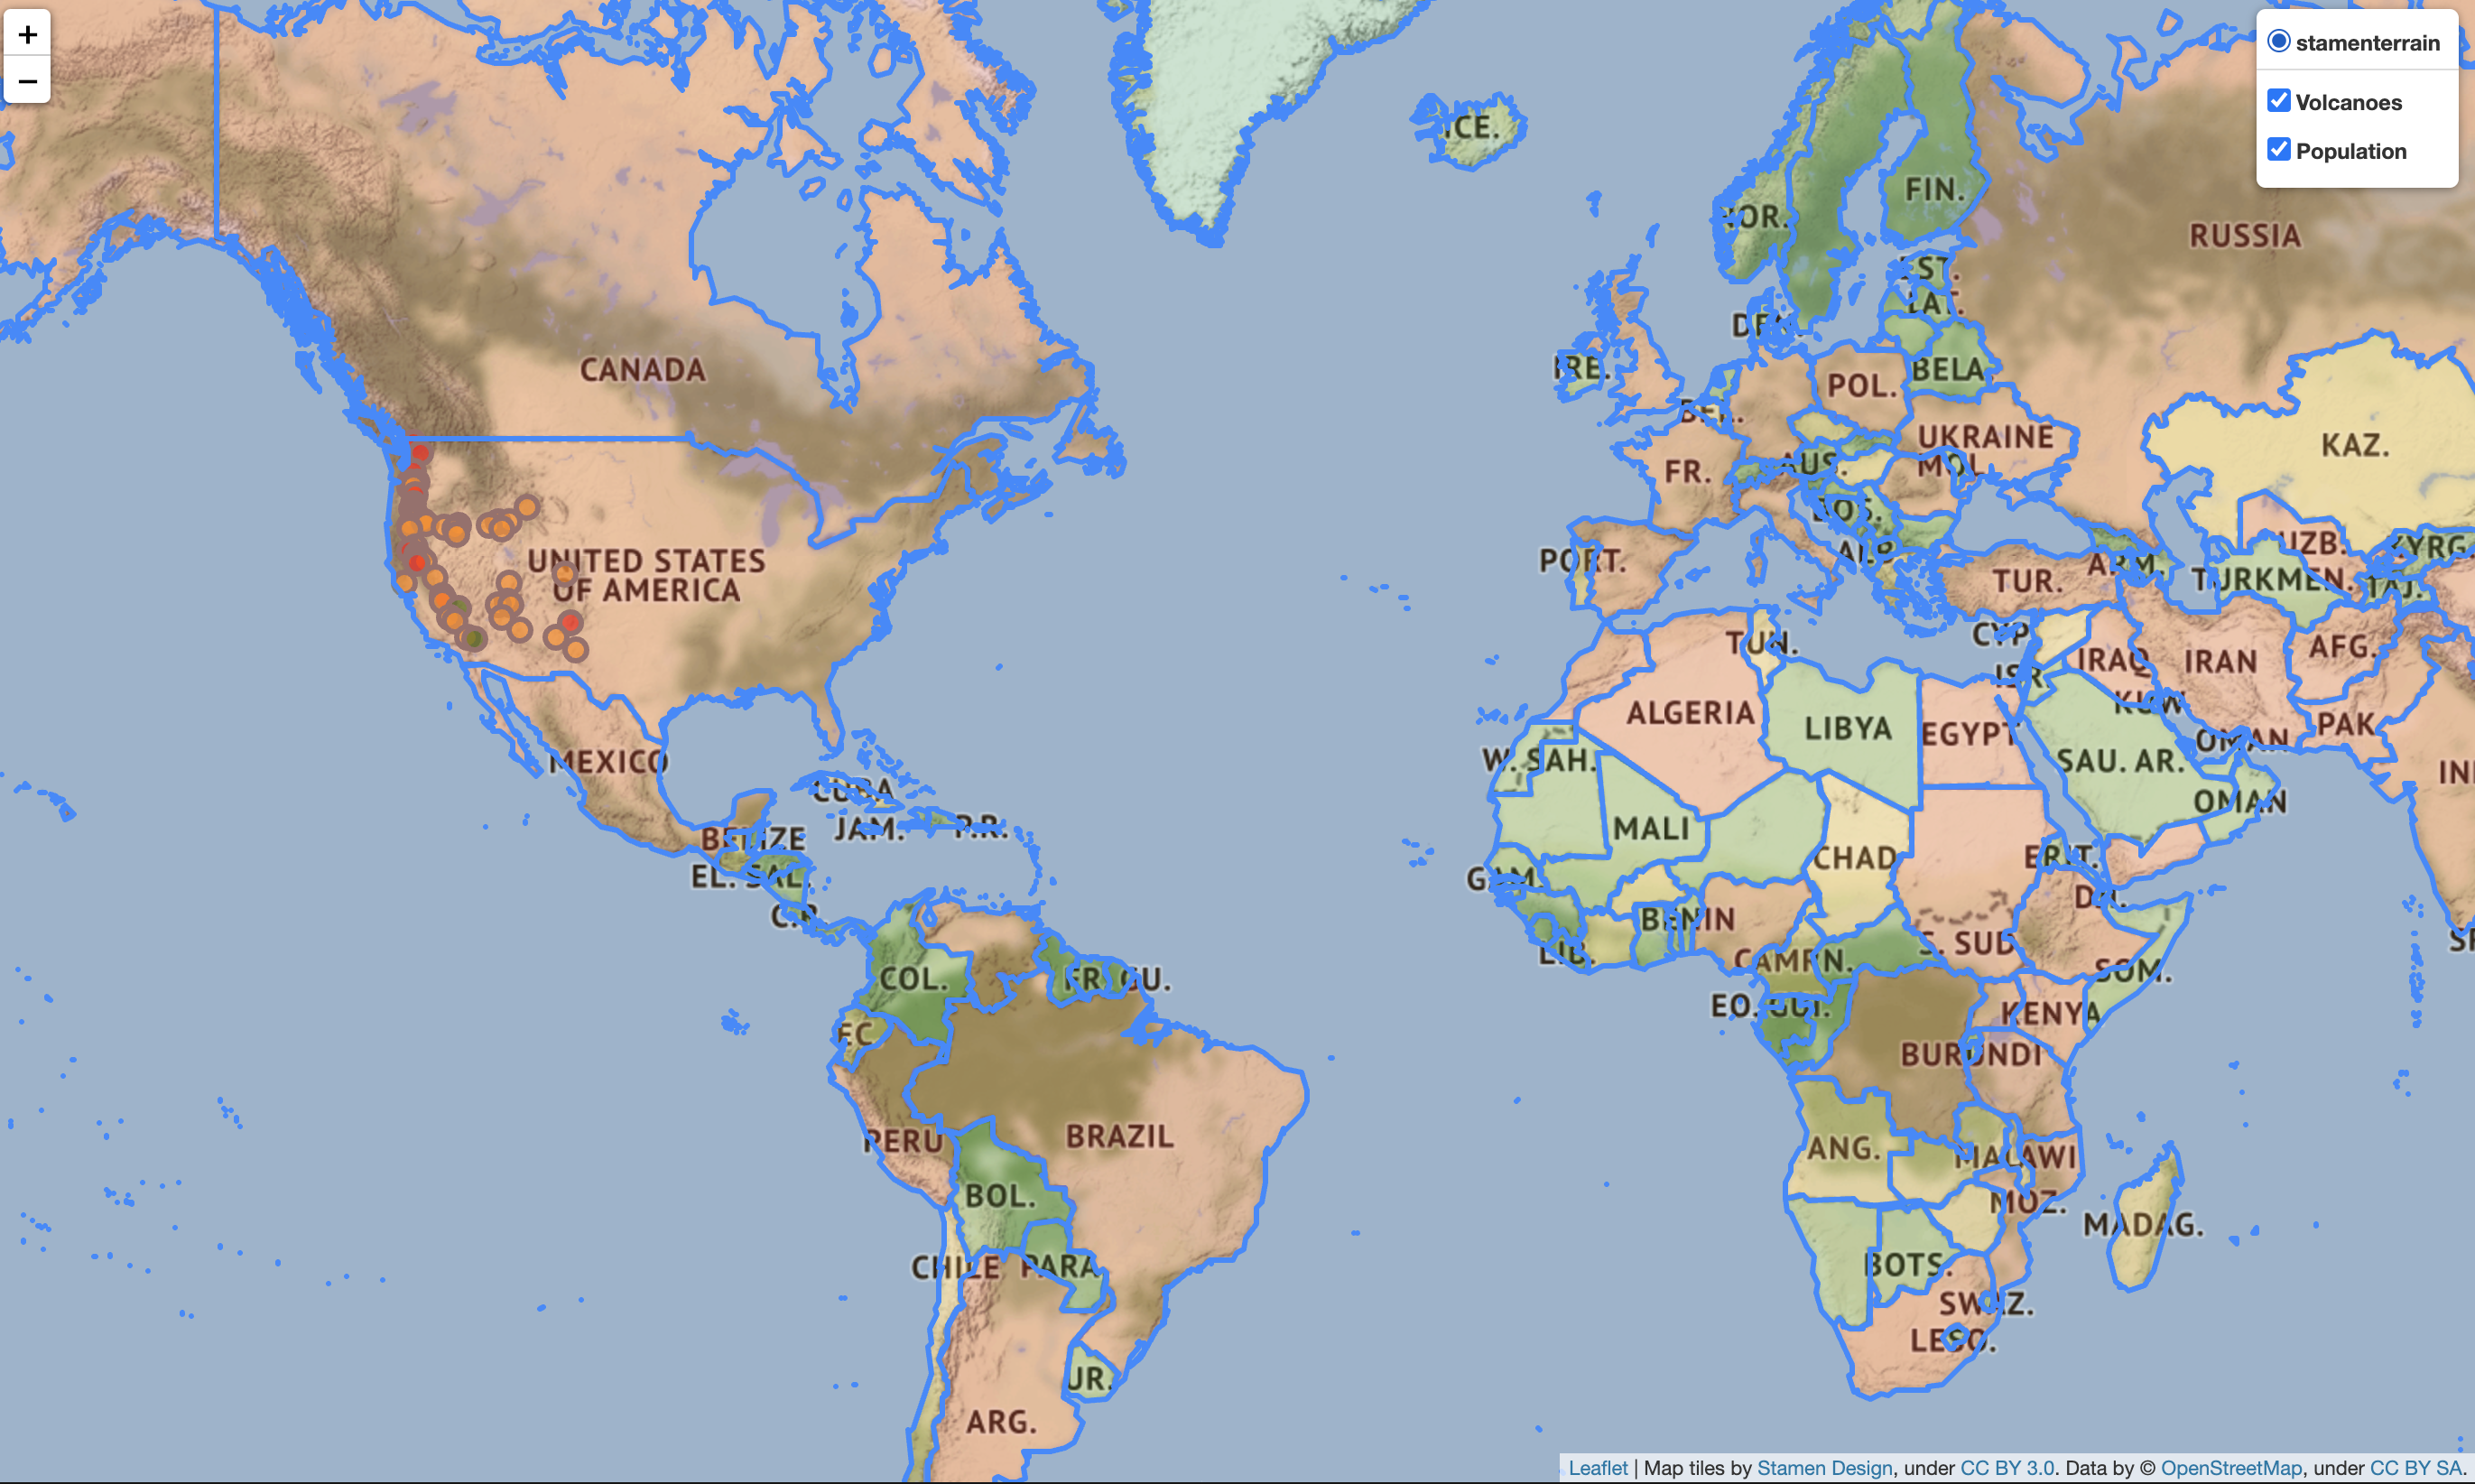 +
−
stamenterrain
Volcanoes
Population
ICE.
NOR.
FIN.
RUSSIA
EST.
LAT.
DEN.
CANADA
IRE.
BELA.
POL.
BEL.
UKRAINE
KAZ.
FR.
AUS.
MOL.
BOS.
UNITED STATES
OF AMERICA
PORT.
ALB.
UZB.
KYRG.
ARM.
TUR.
TURKMEN.
TAJ.
TUN.
CYP.
IRAQ
IRAN
AFG.
ISR.
KUW.
ALGERIA
LIBYA
EGYPT
PAK.
OMAN
MEXICO
W. SAH.
SAU. AR.
IN
CUBA
OMAN
JAM.
P.R.
BELIZE
MALI
CHAD
ERIT.
EL. SAL.
GAM.
DJI.
C.R.
BENIN
S. SUD.
LIB.
CAMRN.
SOM.
COL.
FR. GU.
EQ. GUI.
KENYA
EC.
BURUNDI
PERU
BRAZIL
ANG.
MALAWI
BOL.
MOZ.
MADAG.
CHILE
PARA.
BOTS.
SWAZ.
LESO.
UR.
ARG.
Leaflet | Map tiles by Stamen Design, under CC BY 3.0. Data by © OpenStreetMap, under CC BY SA.